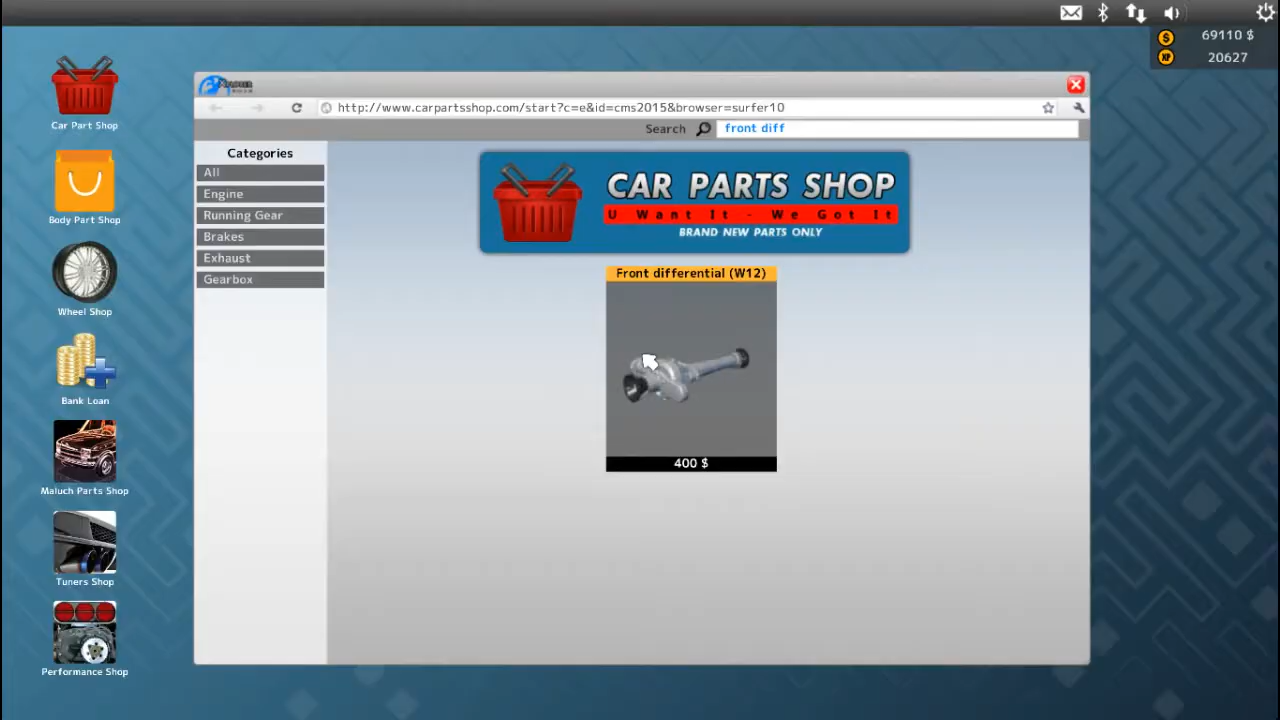 69110 $
20627
Car Part Shop
Body Part Shop
Wheel Shop
Bank Loan
Maluch Parts Shop
Tuners Shop
Performance Shop
http://www.carpartsshop.com/start?c=e&id=cms2015&browser=surfer10
Search front diff
Categories
All
Engine
Running Gear
Brakes
Exhaust
Gearbox
CAR PARTS SHOP
U Want It - We Got It
BRAND NEW PARTS ONLY
Front differential (W12)
400 $